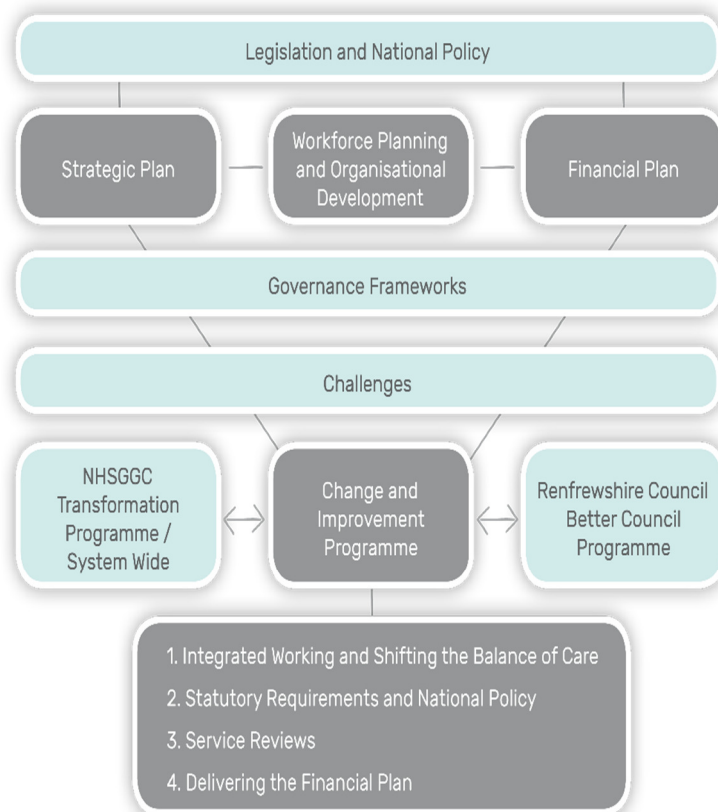 Legislation and National Policy
Strategic Plan
Workforce Planning
and Organisational
Development
Financial Plan
Governance Frameworks
Challenges
NHSGGC
Transformation
Programme /
System Wide
Change and
Improvement
Programme
Renfrewshire Council
Better Council
Programme
1. Integrated Working and Shifting the Balance of Care
2. Statutory Requirements and National Policy
3. Service Reviews
4. Delivering the Financial Plan